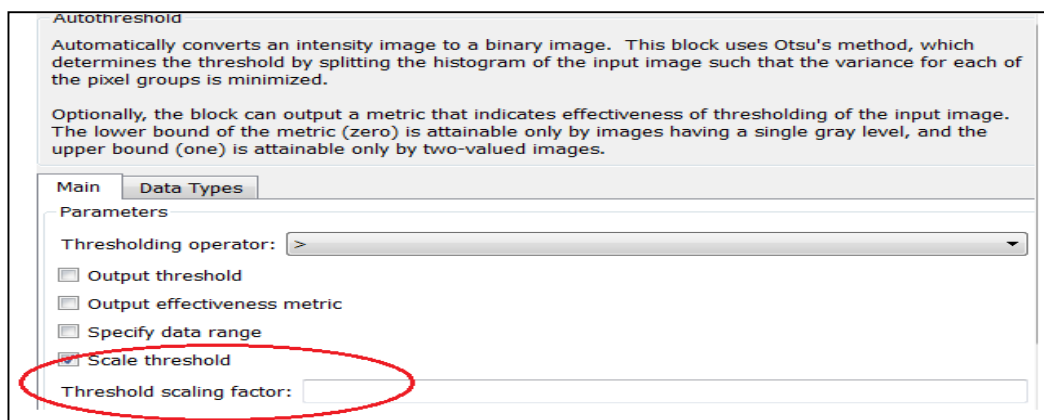 Autothreshold
Automatically converts an intensity image to a binary image.  This block uses Otsu's method, which
determines the threshold by splitting the histogram of the input image such that the variance for each of
the pixel groups is minimized.
Optionally, the block can output a metric that indicates effectiveness of thresholding of the input image.
The lower bound of the metric (zero) is attainable only by images having a single gray level, and the
upper bound (one) is attainable only by two-valued images.
Main Data Types
Parameters
Thresholding operator: >
Output threshold
Output effectiveness metric
Specify data range
Scale threshold
Threshold scaling factor: